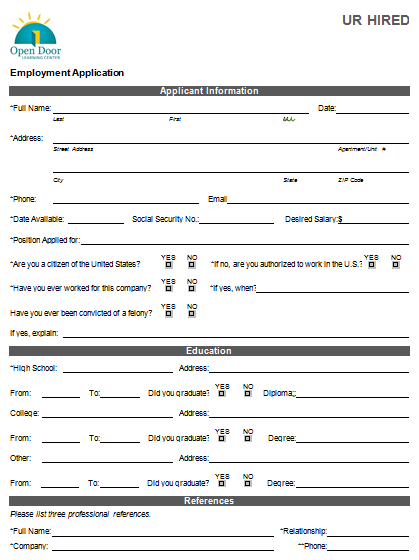 UR HIRED
Open Door
LEARNING CENTER
Employment Application
Applicant Information
*Full Name: Date:
Last First M.I.
*Address:
Street Address Apartment/Unit #
City State ZIP Code
*Phone: Email
*Date Available: Social Security No.: Desired Salary:$
*Position Applied for:
*Are you a citizen of the United States? YES NO *If no, are you authorized to work in the U.S.? YES NO
*Have you ever worked for this company? YES NO *If yes, when?
Have you ever been convicted of a felony? YES NO
If yes, explain:
Education
*High School: Address:
From: To: Did you graduate? YES NO Diploma:;
College: Address:
From: To: Did you graduate? YES NO Degree:
Other: Address:
From: To: Did you graduate? YES NO Degree:
References
Please list three professional references.
*Full Name: *Relationship:
*Company: **Phone: